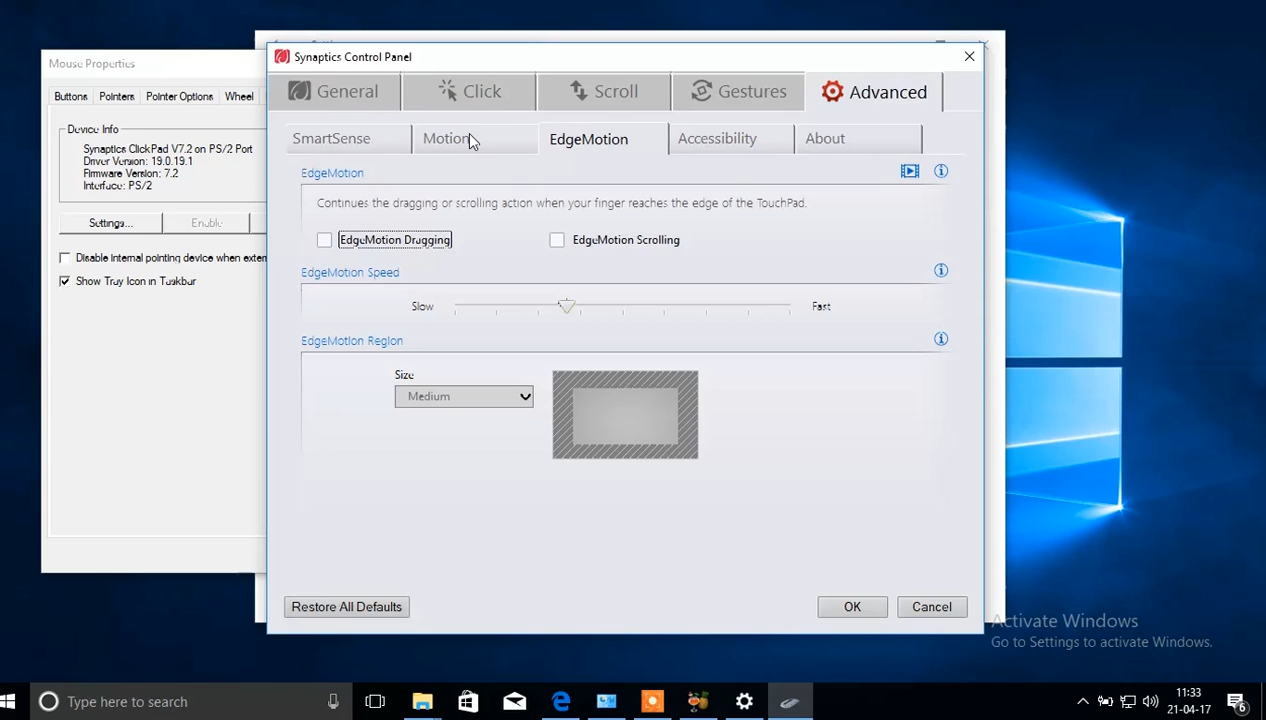 Mouse Properties
Buttons Pointers Pointer Options Wheel
Device Info
Synaptics ClickPad V7.2 on PS/2 Port
Driver Version: 19.0.19.1
Firmware Version: 7.2
Interface: PS/2
Settings... Enable
Disable internal pointing device when exter
Show Tray Icon in Taskbar
Synaptics Control Panel
General Click Scroll Gestures Advanced
SmartSense Motion EdgeMotion Accessibility About
EdgeMotion
Continues the dragging or scrolling action when your finger reaches the edge of the TouchPad.
EdgeMotion Dragging EdgeMotion Scrolling
EdgeMotion Speed
Slow Fast
EdgeMotion Region
Size
Medium
Restore All Defaults OK Cancel
Activate Windows
Go to Settings to activate Windows.
Type here to search
11:33
21-04-17
6